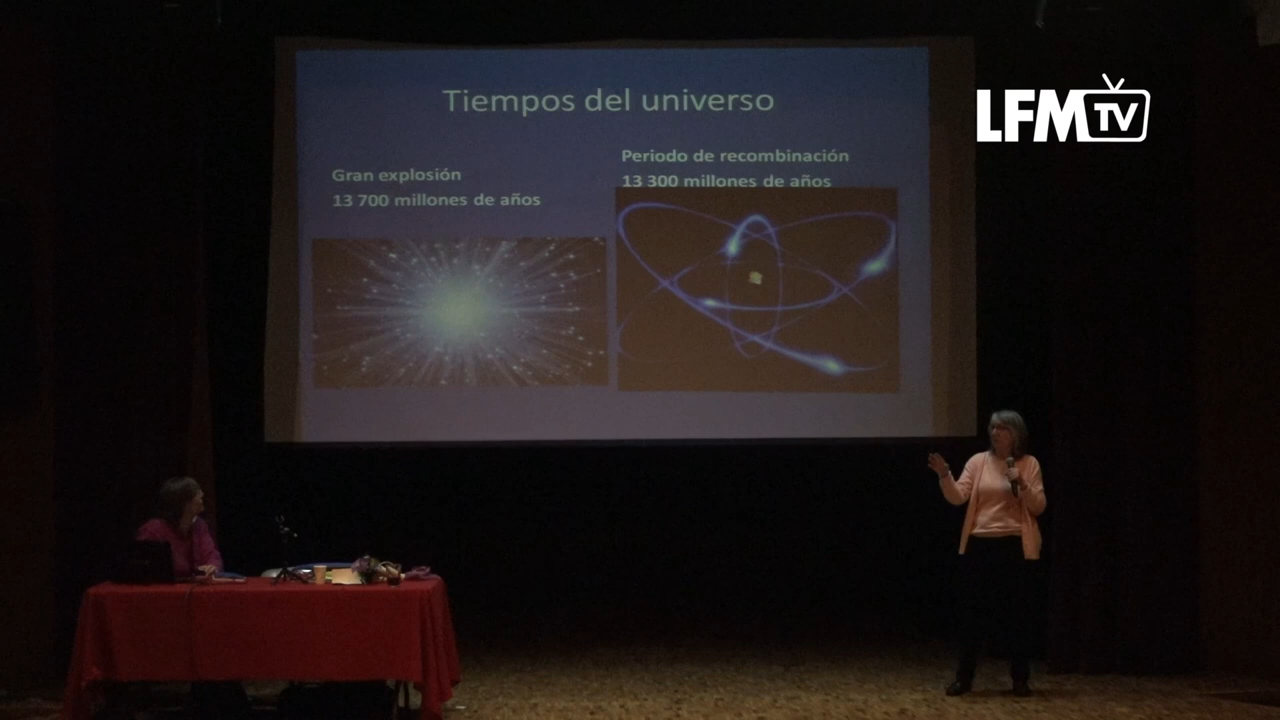 Tiempos del universo
Gran explosión
13 700 millones de años
Periodo de recombinación
13 300 millones de años
LFM TV